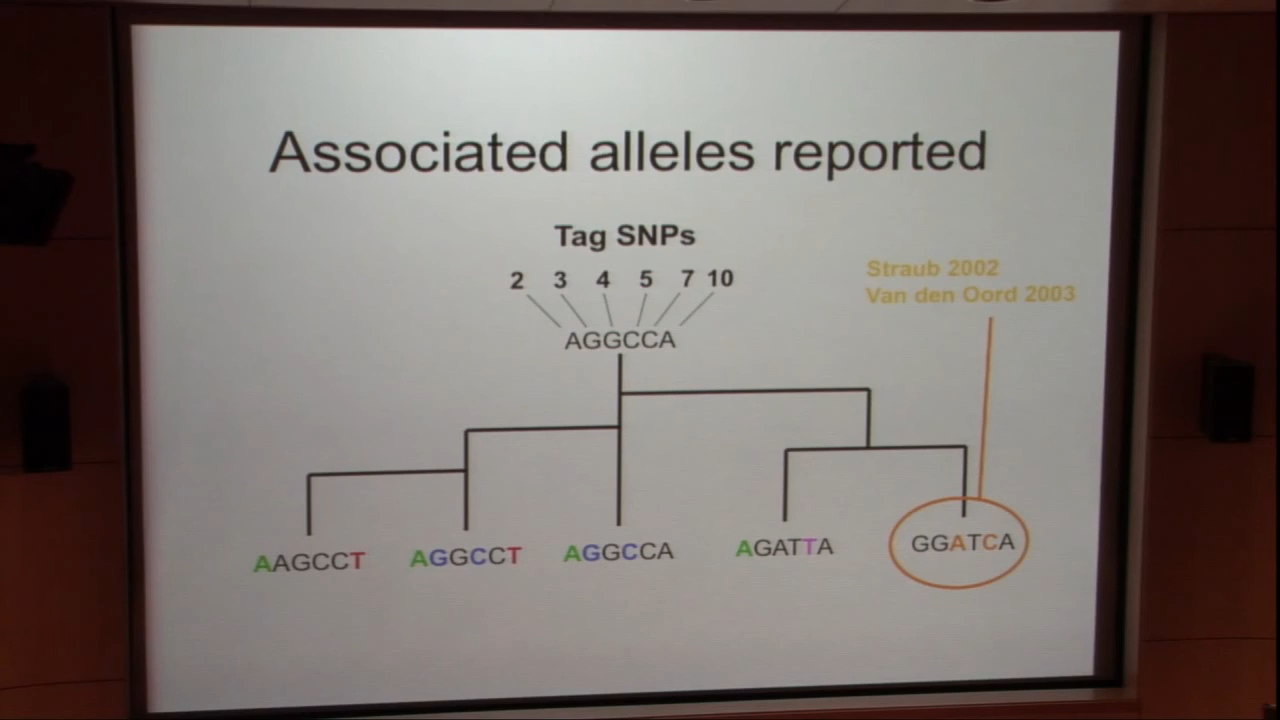 Associated alleles reported
Tag SNPs
2 3 4 5 7 10
Straub 2002
Van den Oord 2003
AGGCCA
AAGCCT AGGCCT AGGCCA AGATTA GGATCA